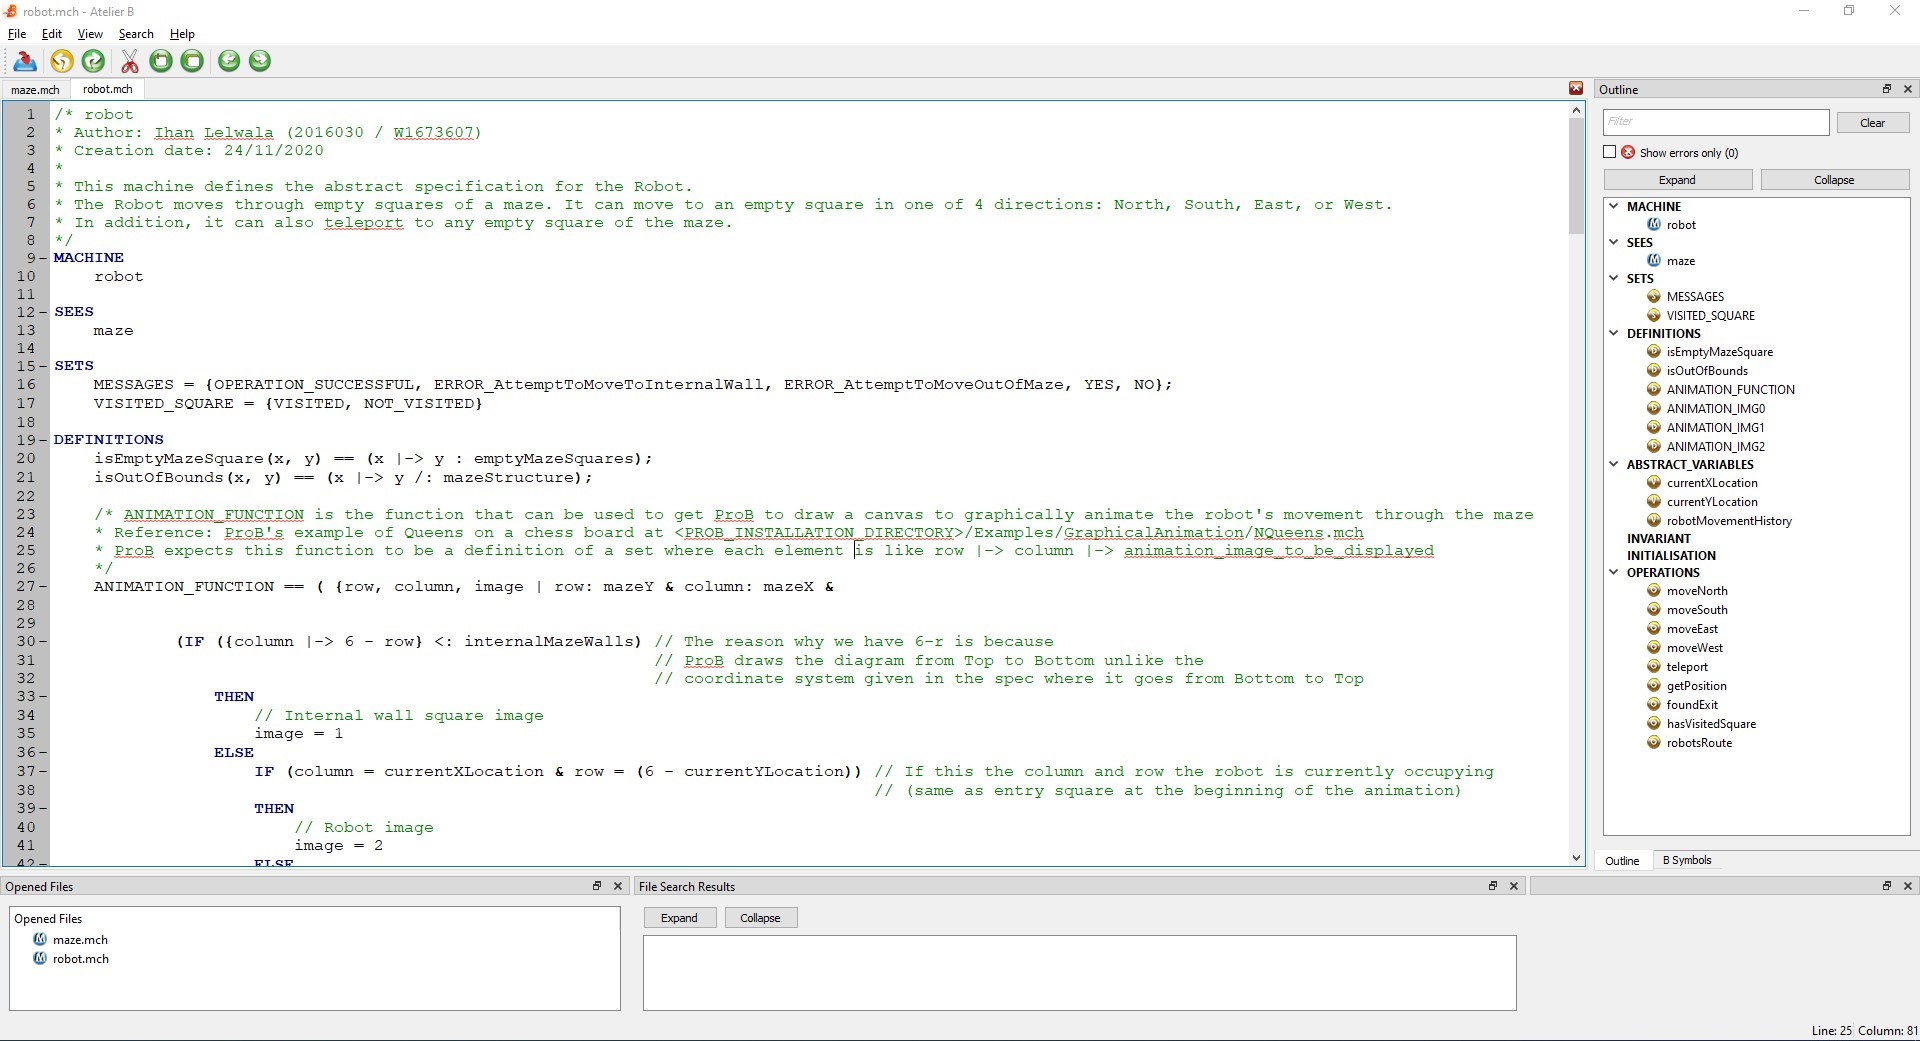 robot.mch - Atelier B
File Edit View Search Help
maze.mch robot.mch
1 /* robot
2 * Author: Ihan Lelwala (2016030 / W1673607)
3 * Creation date: 24/11/2020
4 *
5 * This machine defines the abstract specification for the Robot.
6 * The Robot moves through empty squares of a maze. It can move to an empty square in one of 4 directions: North, South, East, or West.
7 * In addition, it can also teleport to any empty square of the maze.
8 */
9 MACHINE
10 robot
11
12 SEES
13 maze
14
15 SETS
16 MESSAGES = {OPERATION_SUCCESSFUL, ERROR_AttemptToMoveToInternalWall, ERROR_AttemptToMoveOutOfMaze, YES, NO};
17 VISITED_SQUARE = {VISITED, NOT_VISITED}
18
19 DEFINITIONS
20 isEmptyMazeSquare(x, y) == (x |-> y : emptyMazeSquares);
21 isOutOfBounds(x, y) == (x |-> y /: mazeStructure);
22
23 /* ANIMATION_FUNCTION is the function that can be used to get ProB to draw a canvas to graphically animate the robot's movement through the maze
24 * Reference: ProB's example of Queens on a chess board at <PROB_INSTALLATION_DIRECTORY>/Examples/GraphicalAnimation/NQueens.mch
25 * ProB expects this function to be a definition of a set where each element is like row |-> column |-> animation_image_to_be_displayed
26 */
27 ANIMATION_FUNCTION == ( {row, column, image | row: mazeY & column: mazeX &
28
29
30 (IF ({column |-> 6 - row} <: internalMazeWalls) // The reason why we have 6-r is because
31 // ProB draws the diagram from Top to Bottom unlike the
32 // coordinate system given in the spec where it goes from Bottom to Top
33 THEN
34 // Internal wall square image
35 image = 1
36 ELSE
37 IF (column = currentXLocation & row = (6 - currentYLocation)) // If this the column and row the robot is currently occupying
38 // (same as entry square at the beginning of the animation)
39 THEN
40 // Robot image
41 image = 2
42 ELSE
Outline
Filter
Clear
Show errors only (0)
Expand Collapse
MACHINE
robot
SEES
maze
SETS
MESSAGES
VISITED_SQUARE
DEFINITIONS
isEmptyMazeSquare
isOutOfBounds
ANIMATION_FUNCTION
ANIMATION_IMG0
ANIMATION_IMG1
ANIMATION_IMG2
ABSTRACT_VARIABLES
currentXLocation
currentYLocation
robotMovementHistory
INVARIANT
INITIALISATION
OPERATIONS
moveNorth
moveSouth
moveEast
moveWest
teleport
getPosition
foundExit
hasVisitedSquare
robotsRoute
Outline B Symbols
Opened Files
Opened Files
maze.mch
robot.mch
File Search Results
Expand Collapse
Line: 25 Column: 81